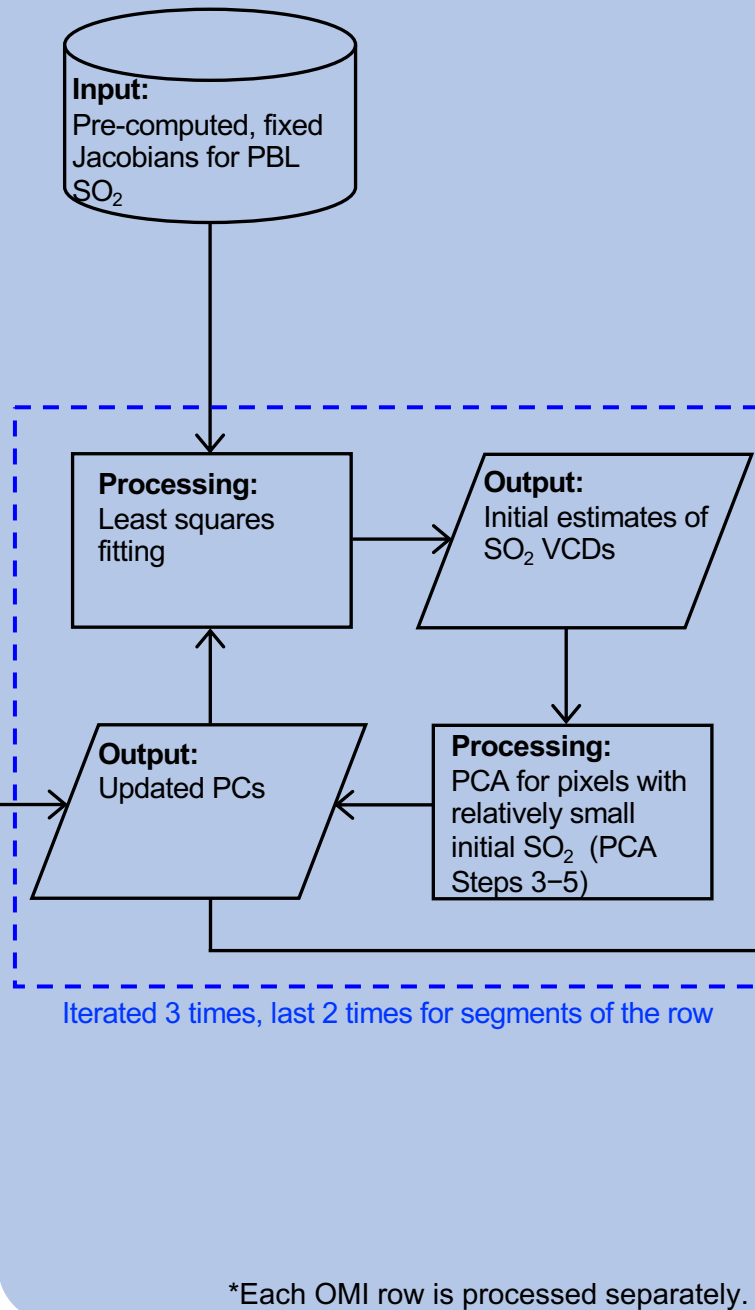 Input:
Pre-computed, fixed
Jacobians for PBL
SO₂
Processing:
Least squares
fitting
Output:
Initial estimates of
SO₂ VCDs
Output:
Updated PCs
Processing:
PCA for pixels with
relatively small
initial SO₂ (PCA
Steps 3−5)
Iterated 3 times, last 2 times for segments of the row
*Each OMI row is processed separately.